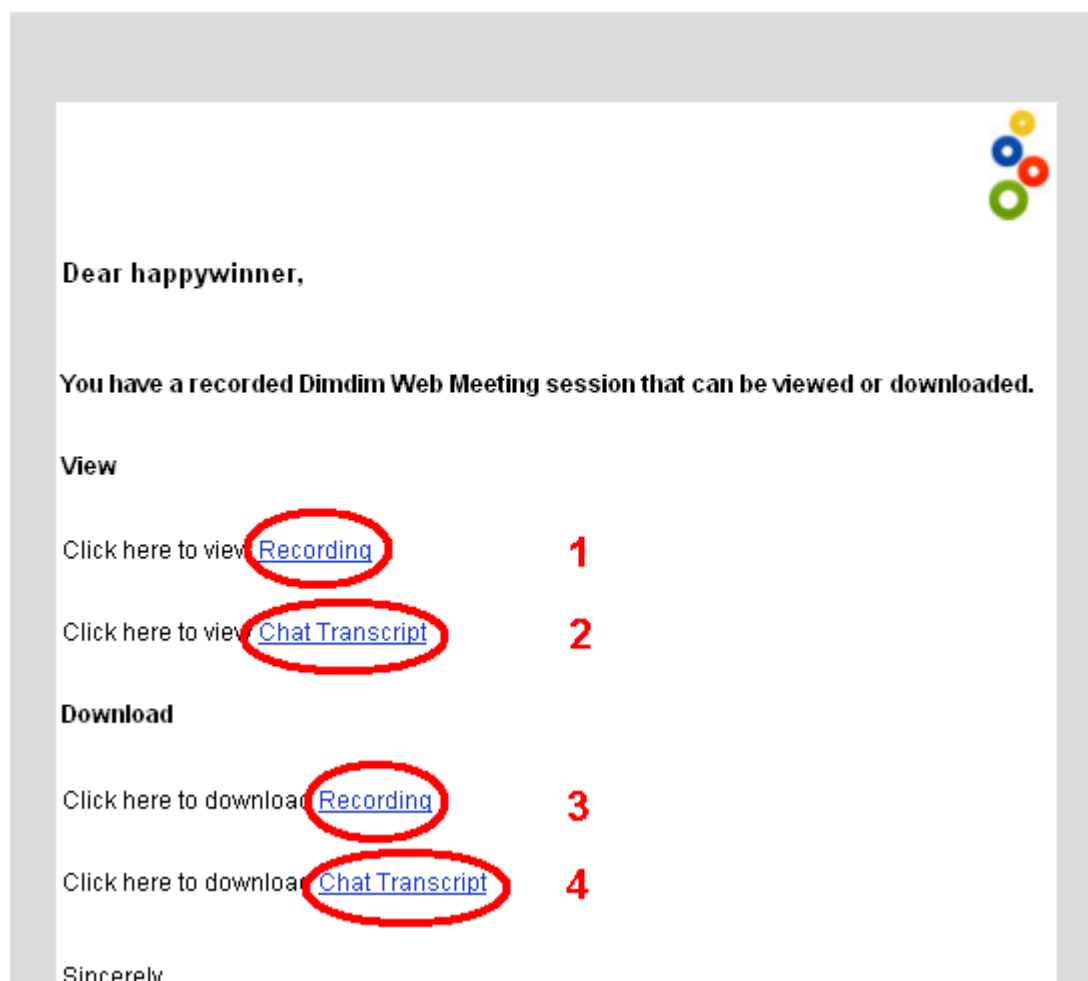 Dear happywinner,
You have a recorded Dimdim Web Meeting session that can be viewed or downloaded.
View
Click here to view Recording 1
Click here to view Chat Transcript 2
Download
Click here to download Recording 3
Click here to download Chat Transcript 4
Sincerely